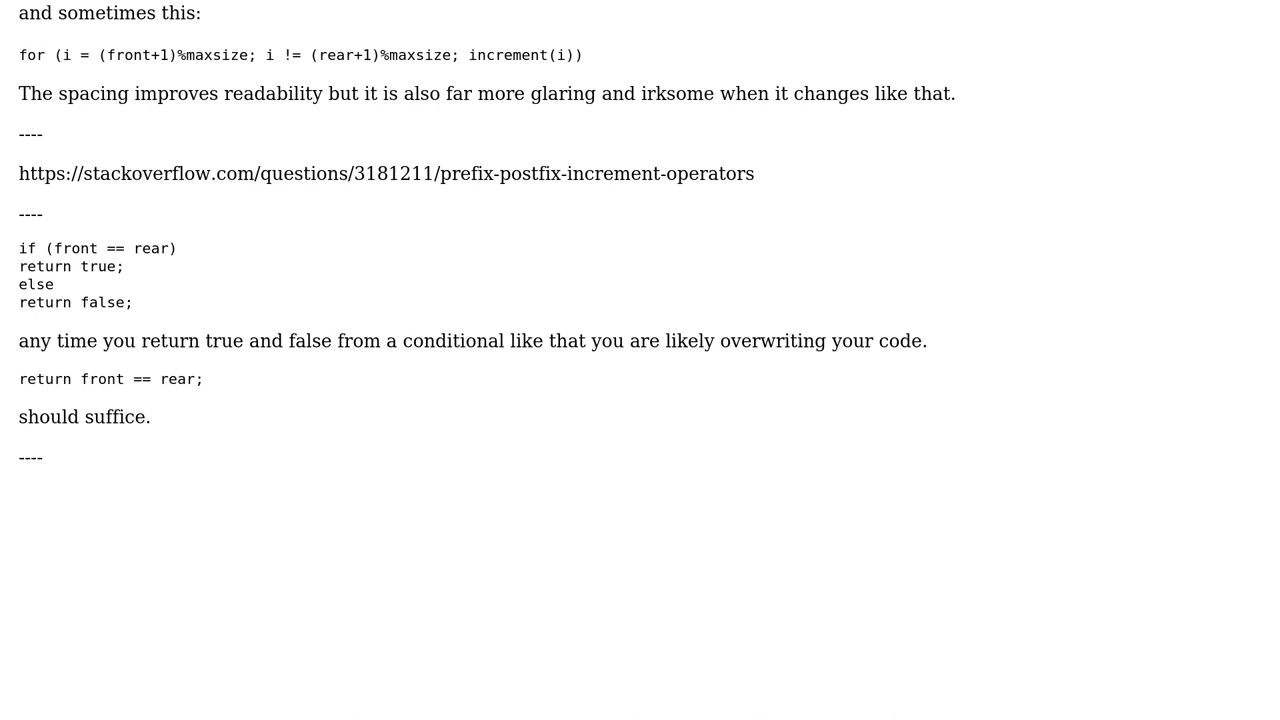 and sometimes this:
for (i = (front+1)%maxsize; i != (rear+1)%maxsize; increment(i))
The spacing improves readability but it is also far more glaring and irksome when it changes like that.
----
https://stackoverflow.com/questions/3181211/prefix-postfix-increment-operators
----
if (front == rear)
return true;
else
return false;
any time you return true and false from a conditional like that you are likely overwriting your code.
return front == rear;
should suffice.
----